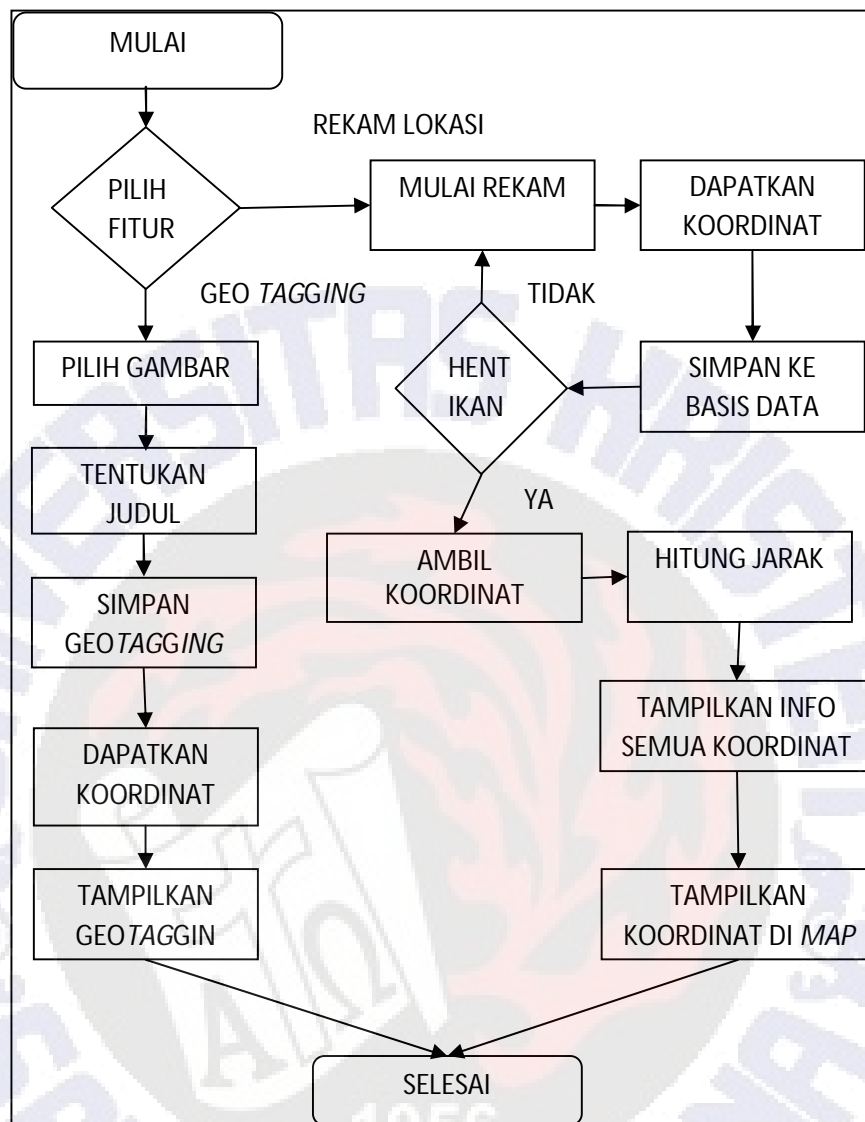 MULAI
REKAM LOKASI
PILIH
FITUR
MULAI REKAM
DAPATKAN
KOORDINAT
GEO TAGGING
TIDAK
PILIH GAMBAR
HENT
IKAN
SIMPAN KE
BASIS DATA
TENTUKAN
JUDUL
YA
AMBIL
KOORDINAT
HITUNG JARAK
SIMPAN
GEOTAGGING
TAMPILKAN INFO
SEMUA KOORDINAT
DAPATKAN
KOORDINAT
TAMPILKAN
GEOTAGGIN
TAMPILKAN
KOORDINAT DI MAP
SELESAI
1956